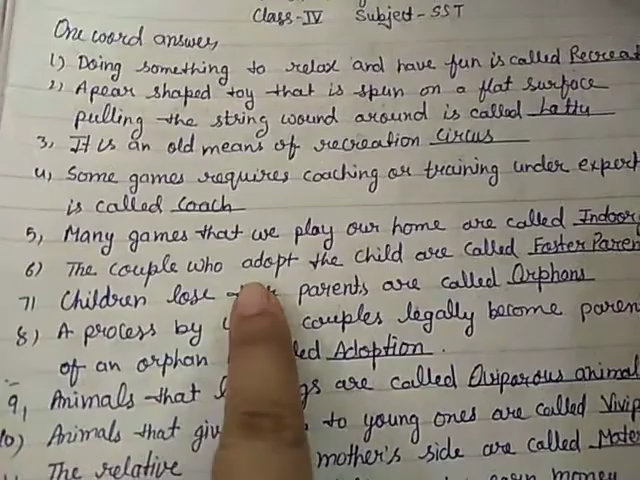 Class-IV Subject-SST
One word answer,
1) Doing something to relax and have fun is called Recreat
2) Apear shaped toy that is spun on a flat surface
pulling the string wound around is called Lattu
3, It is an old means of recreation circus
4, Some games requires coaching or training under expert
is called coach
5, Many games that we play our home are called Indoor
6) The couple who adopt the child are called Foster Paren
7) Children lose parents are called Orphans
8) A process by couples legally become paren
of an orphan Adoption.
9, Animals that are called Oviparous animal
10) Animals that giv to young ones are called Vivip
The relative mother's side are called Mater
money